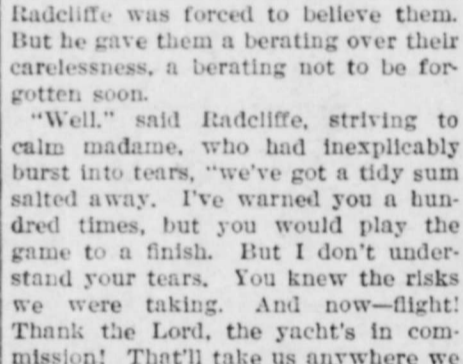 Radcliffe was forced to believe them.
But he gave them a berating over their
carelessness, a berating not to be for-
gotten soon.
"Well," said Radcliffe, striving to
calm madame, who had inexplicably
burst into tears, "we've got a tidy sum
salted away. I've warned you a hun-
dred times, but you would play the
game to a finish. But I don't under-
stand your tears. You knew the risks
we were taking. And now—flight!
Thank the Lord, the yacht's in com-
mission! That'll take us anywhere we